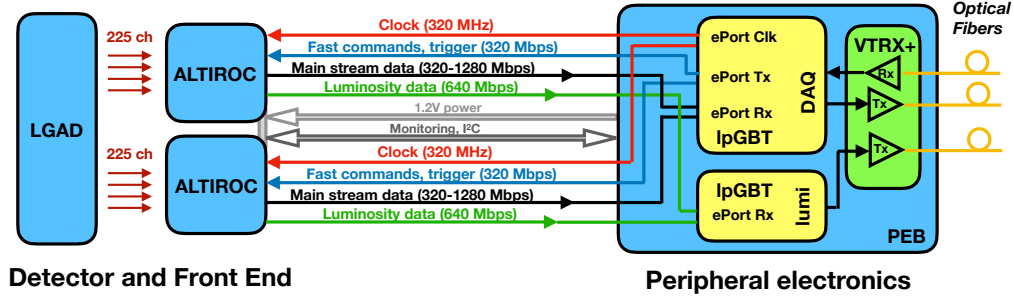 Optical
Fibers
Clock (320 MHz)
225 ch
ALTIROC
Fast commands, trigger (320 Mbps)
Main stream data (320-1280 Mbps)
Luminosity data (640 Mbps)
ePort Clk
ePort Tx
ePort Rx
lpGBT
DAQ
VTRX+
Rx
Tx
Tx
LGAD
1.2V power
Monitoring, I²C
225 ch
ALTIROC
Clock (320 MHz)
Fast commands, trigger (320 Mbps)
Main stream data (320-1280 Mbps)
Luminosity data (640 Mbps)
lpGBT
ePort Rx
lumi
PEB
Detector and Front End
Peripheral electronics